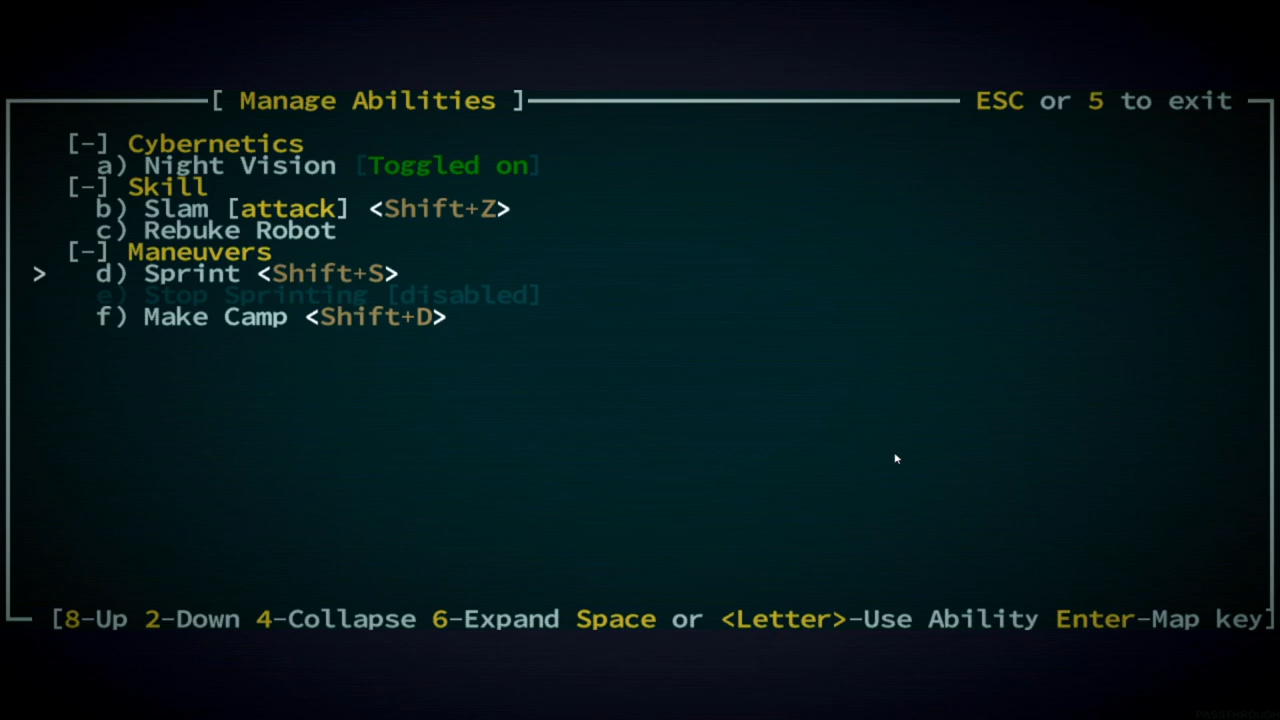 [ Manage Abilities ] ESC or 5 to exit
[-] Cybernetics
a) Night Vision [Toggled on]
[-] Skill
b) Slam [attack] <Shift+Z>
c) Rebuke Robot
[-] Maneuvers
> d) Sprint <Shift+S>
e) Stop Sprinting [disabled]
f) Make Camp <Shift+D>
[8-Up 2-Down 4-Collapse 6-Expand Space or <Letter>-Use Ability Enter-Map key]